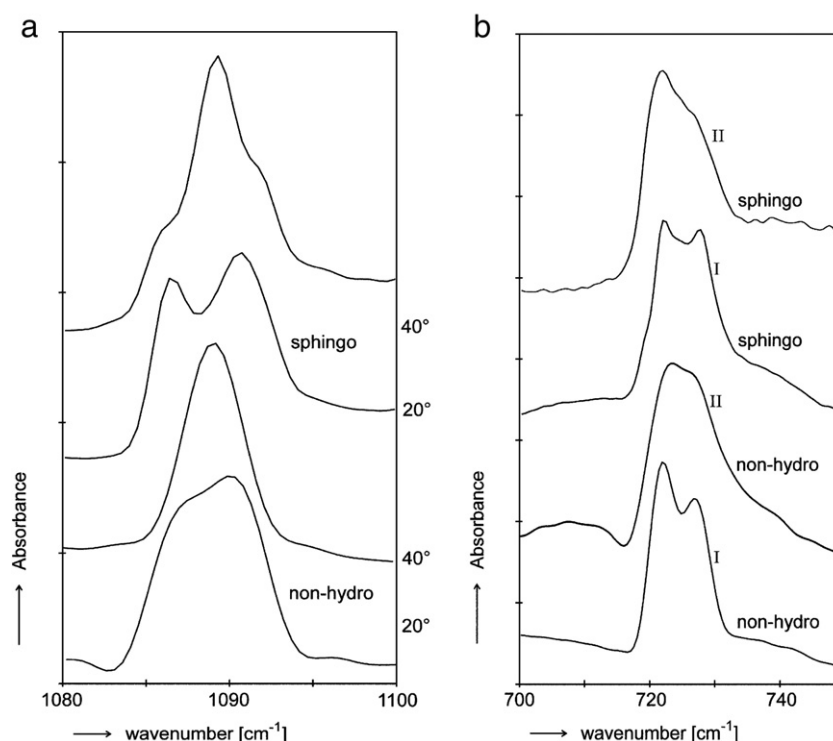 a
40°
sphingo
20°
40°
non-hydro
20°
Absorbance
1080
1090
1100
wavenumber [cm⁻¹]
b
II
sphingo
I
sphingo
II
non-hydro
I
non-hydro
Absorbance
700
720
740
wavenumber [cm⁻¹]